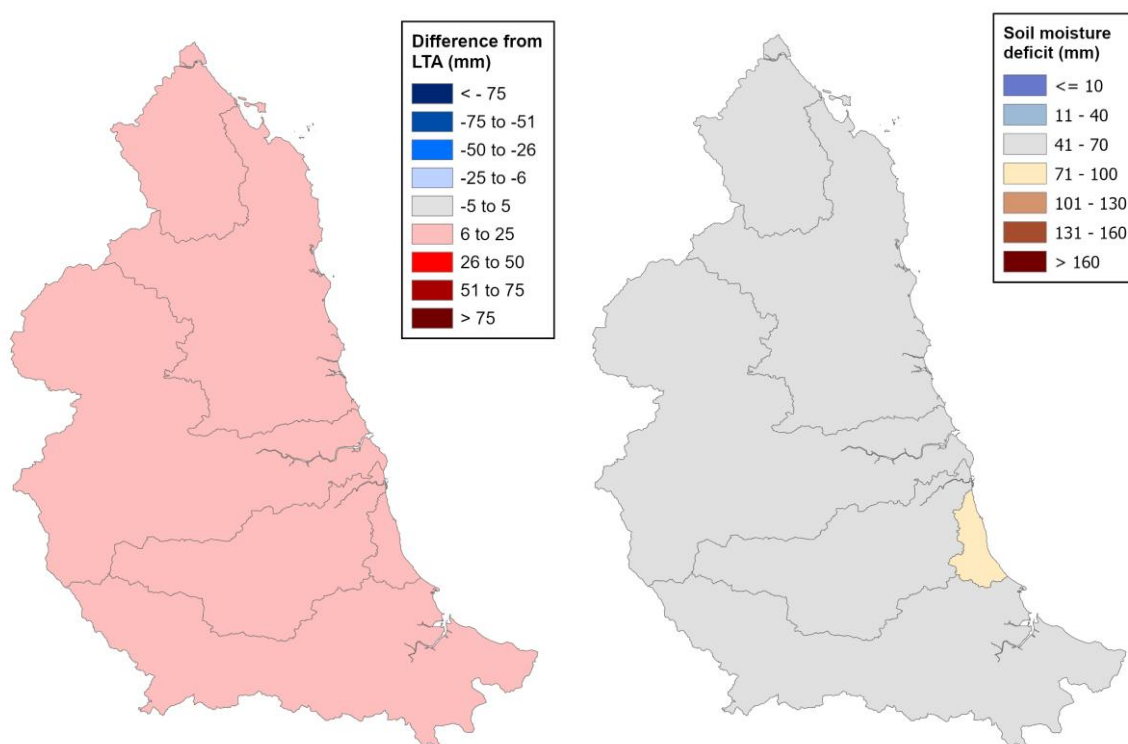 Difference from
LTA (mm)
< - 75
-75 to -51
-50 to -26
-25 to -6
-5 to 5
6 to 25
26 to 50
51 to 75
> 75
Soil moisture
deficit (mm)
<= 10
11 - 40
41 - 70
71 - 100
101 - 130
131 - 160
> 160